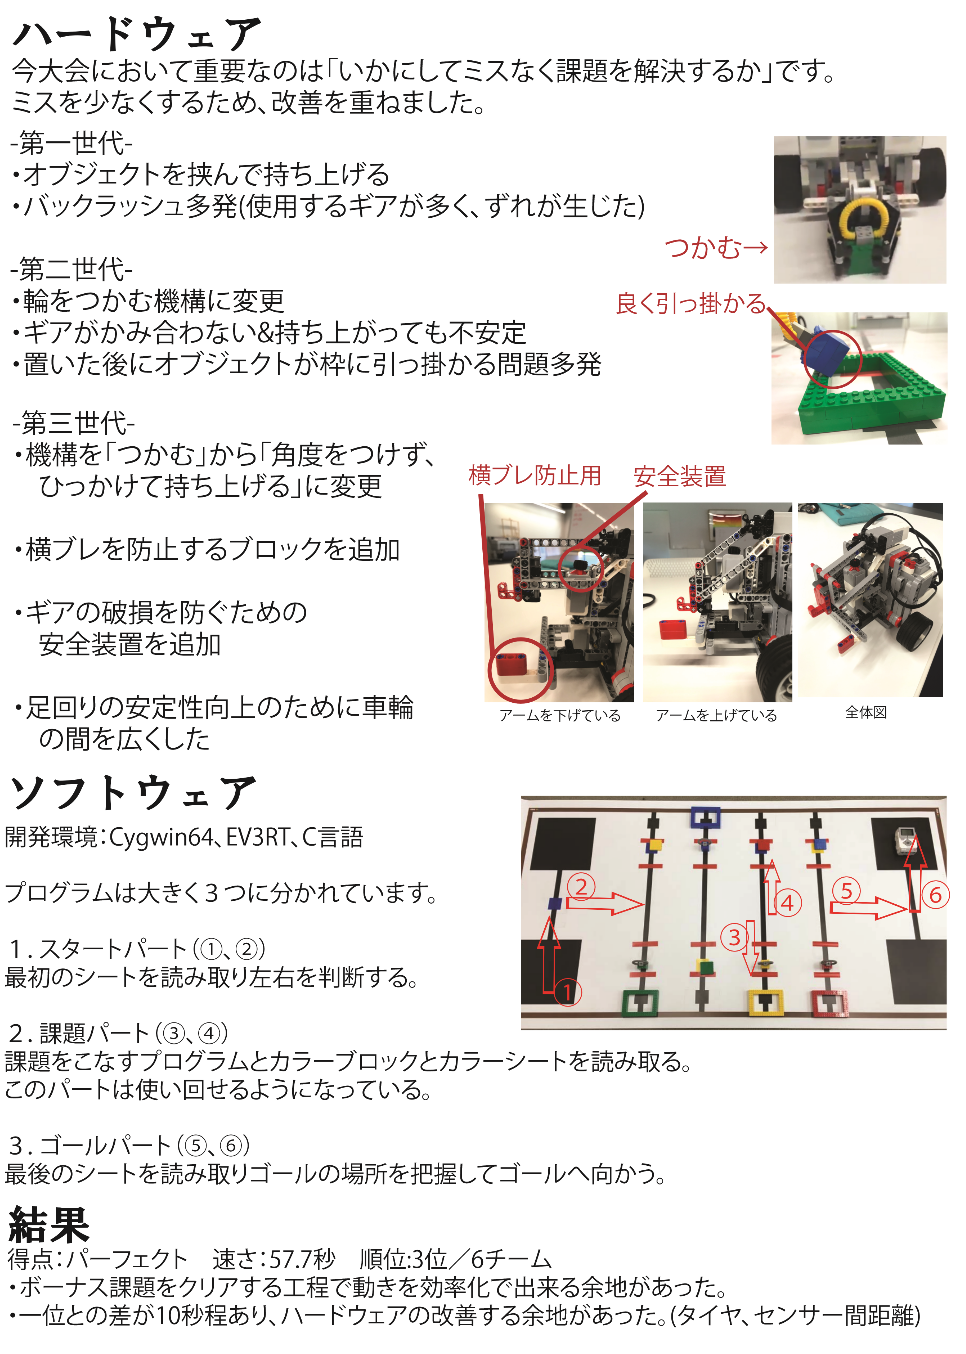 ハードウェア
今大会において重要なのは「いかにしてミスなく課題を解決するか」です。
ミスを少なくするため、改善を重ねました。
-第一世代-
・オブジェクトを挟んで持ち上げる
・バックラッシュ多発(使用するギアが多く、ずれが生じた)
つかむ→
-第二世代-
・輪をつかむ機構に変更
良く引っ掛かる
・ギアがかみ合わない&持ち上がっても不安定
・置いた後にオブジェクトが枠に引っ掛かる問題多発
-第三世代-
・機構を「つかむ」から「角度をつけず、
ひっかけて持ち上げる」に変更
横ブレ防止用
安全装置
・横ブレを防止するブロックを追加
・ギアの破損を防ぐための
安全装置を追加
・足回りの安定性向上のために車輪
の間を広くした
アームを下げている
アームを上げている
全体図
ソフトウェア
開発環境：Cygwin64、EV3RT、C言語
プログラムは大きく３つに分かれています。
１．スタートパート（①、②）
最初のシートを読み取り左右を判断する。
２．課題パート（③、④）
課題をこなすプログラムとカラーブロックとカラーシートを読み取る。
このパートは使い回せるようになっている。
３．ゴールパート（⑤、⑥）
最後のシートを読み取りゴールの場所を把握してゴールへ向かう。
②
⑤
⑥
④
③
①
結果
得点：パーフェクト　速さ：57.7秒　順位:3位／6チーム
・ボーナス課題をクリアする工程で動きを効率化で出来る余地があった。
・一位との差が10秒程あり、ハードウェアの改善する余地があった。(タイヤ、センサー間距離)